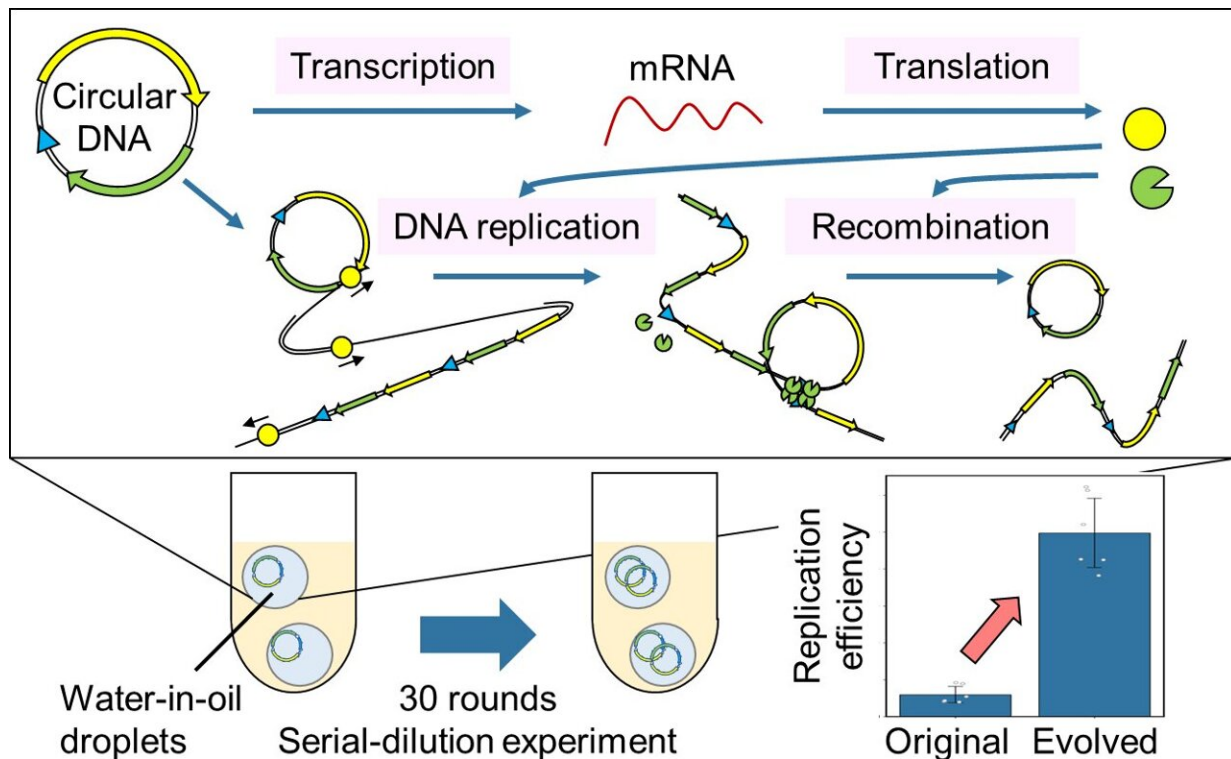 Transcription
mRNA
Translation
Circular
DNA
DNA replication
Recombination
Water-in-oil
droplets
30 rounds
Serial-dilution experiment
Replication
efficiency
Original
Evolved